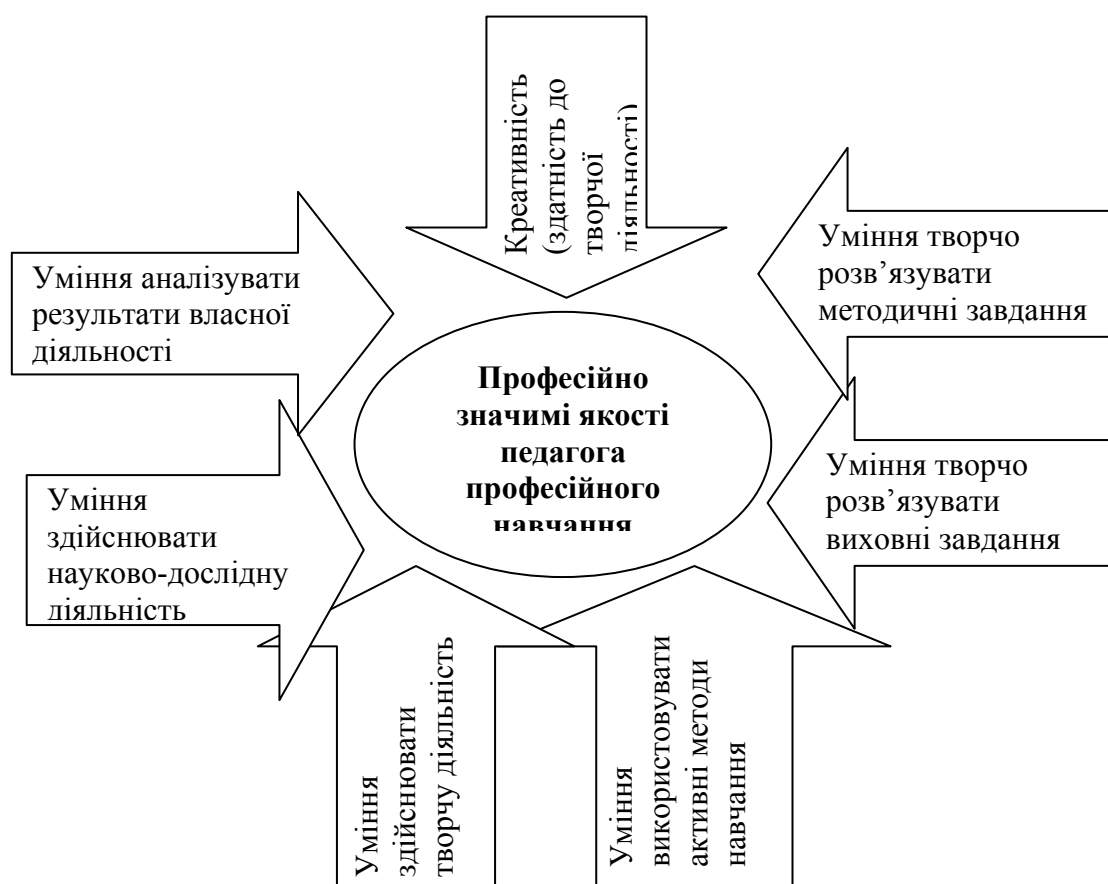 Креативність
(здатність до
творчої
діяльності)
Уміння аналізувати
результати власної
діяльності
Уміння творчо
розв’язувати
методичні завдання
Професійно
значимі якості
педагога
професійного
навчання
Уміння
здійснювати
науково-дослідну
діяльність
Уміння творчо
розв’язувати
виховні завдання
Уміння
здійснювати
творчу діяльність
Уміння
використовувати
активні методи
навчання